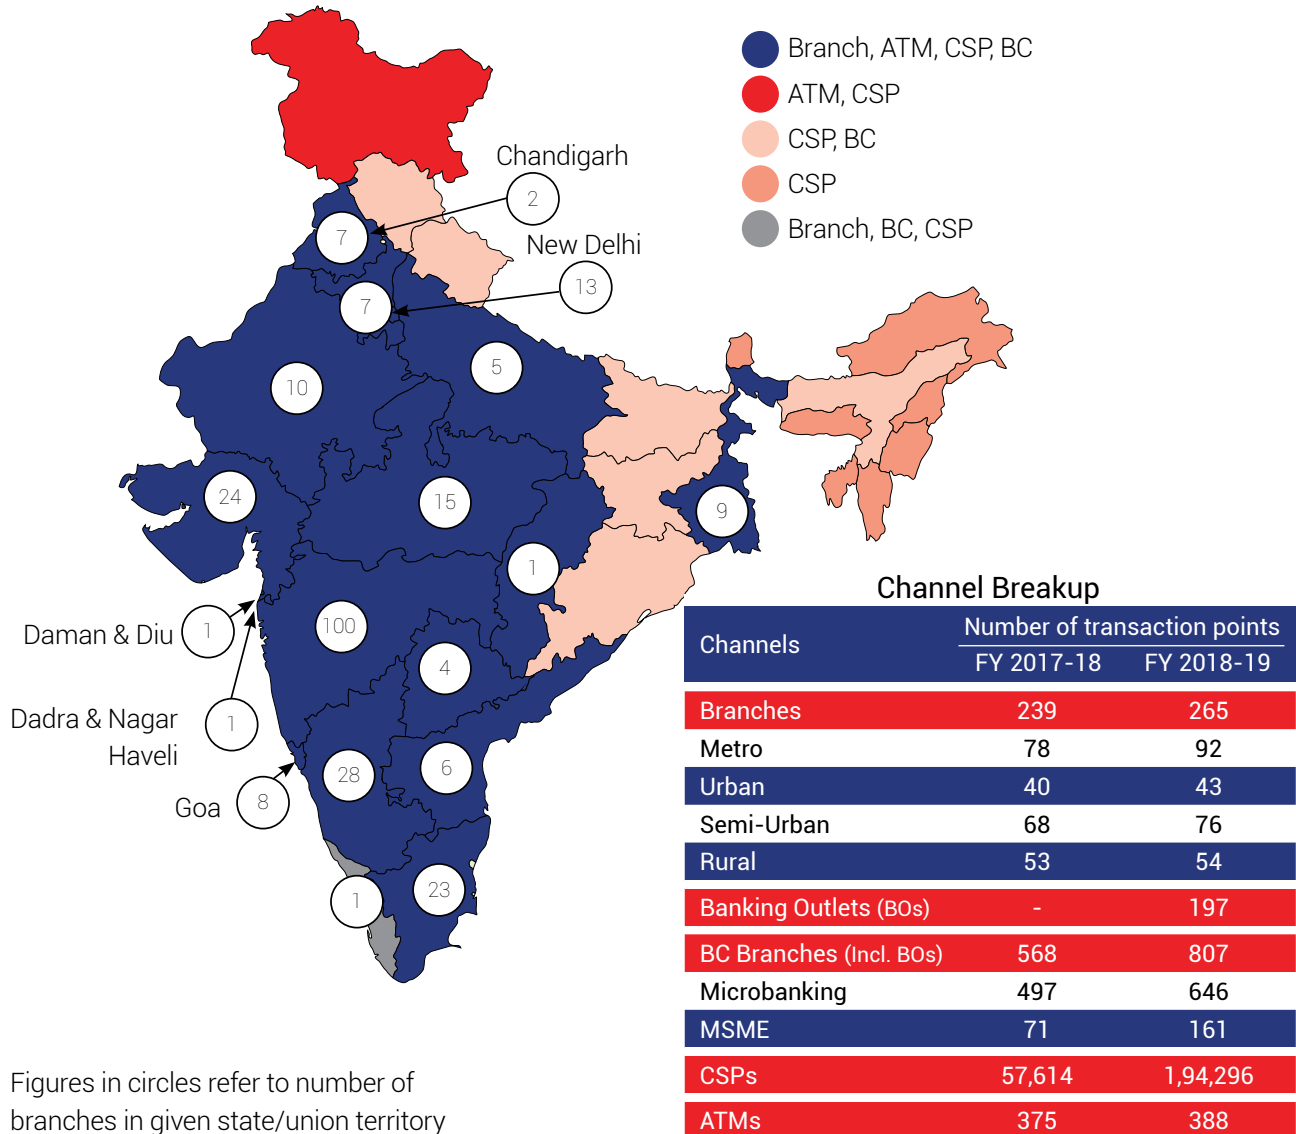 Branch, ATM, CSP, BC
ATM, CSP
CSP, BC
CSP
Branch, BC, CSP
Chandigarh
2
7
New Delhi
13
7
5
10
24
15
9
1
Daman & Diu
1
100
4
Dadra & Nagar
Haveli
1
Goa
8
28
6
1
23
Channel Breakup
Channels
Number of transaction points
FY 2017-18 FY 2018-19
Branches 239 265
Metro 78 92
Urban 40 43
Semi-Urban 68 76
Rural 53 54
Banking Outlets (BOs) - 197
BC Branches (Incl. BOs) 568 807
Microbanking 497 646
MSME 71 161
CSPs 57,614 1,94,296
ATMs 375 388
Figures in circles refer to number of
branches in given state/union territory